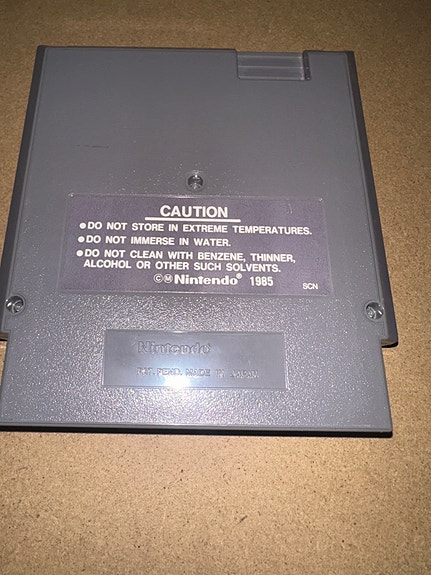 CAUTION
●DO NOT STORE IN EXTREME TEMPERATURES.
●DO NOT IMMERSE IN WATER.
●DO NOT CLEAN WITH BENZENE, THINNER,
ALCOHOL OR OTHER SUCH SOLVENTS.
©Ⓜ Nintendo® 1985 SCN
Nintendo
PAT. PEND. MADE IN JAPAN